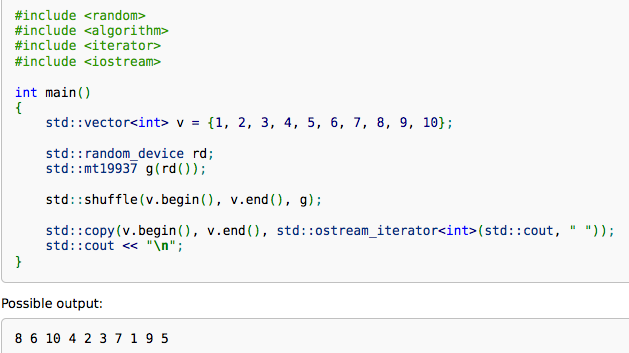 #include <random>
#include <algorithm>
#include <iterator>
#include <iostream>
int main()
{
    std::vector<int> v = {1, 2, 3, 4, 5, 6, 7, 8, 9, 10};
    std::random_device rd;
    std::mt19937 g(rd());
    std::shuffle(v.begin(), v.end(), g);
    std::copy(v.begin(), v.end(), std::ostream_iterator<int>(std::cout, " "));
    std::cout << "\n";
}
Possible output:
8 6 10 4 2 3 7 1 9 5